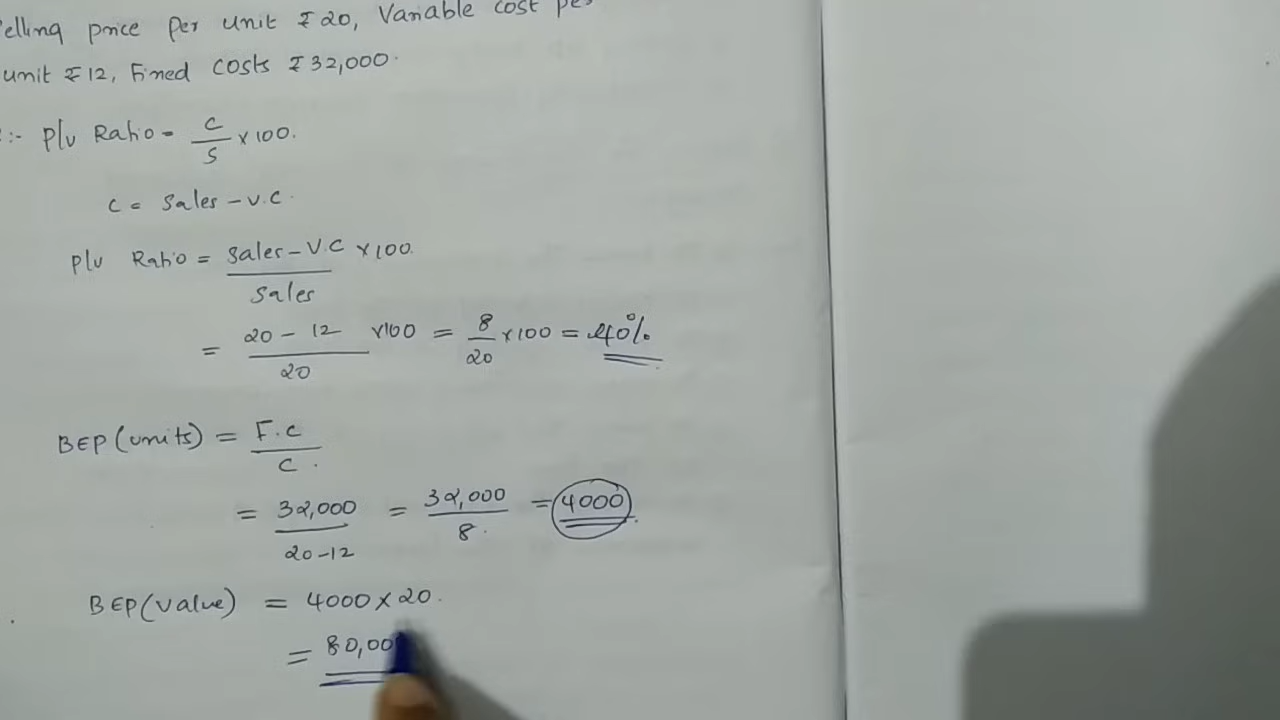 elling price per unit ₹20, Variable cost per
unit ₹12, Fixed costs ₹32,000.
:- P/v Ratio = C/S × 100.
C = Sales - V.C.
P/v Ratio = Sales - V.C / Sales × 100.
= 20 - 12 / 20 × 100 = 8/20 × 100 = 40%
BEP (units) = F.C / C.
= 32,000 / 20-12 = 32,000 / 8. = 4000.
BEP (Value) = 4000 × 20.
= 80,00